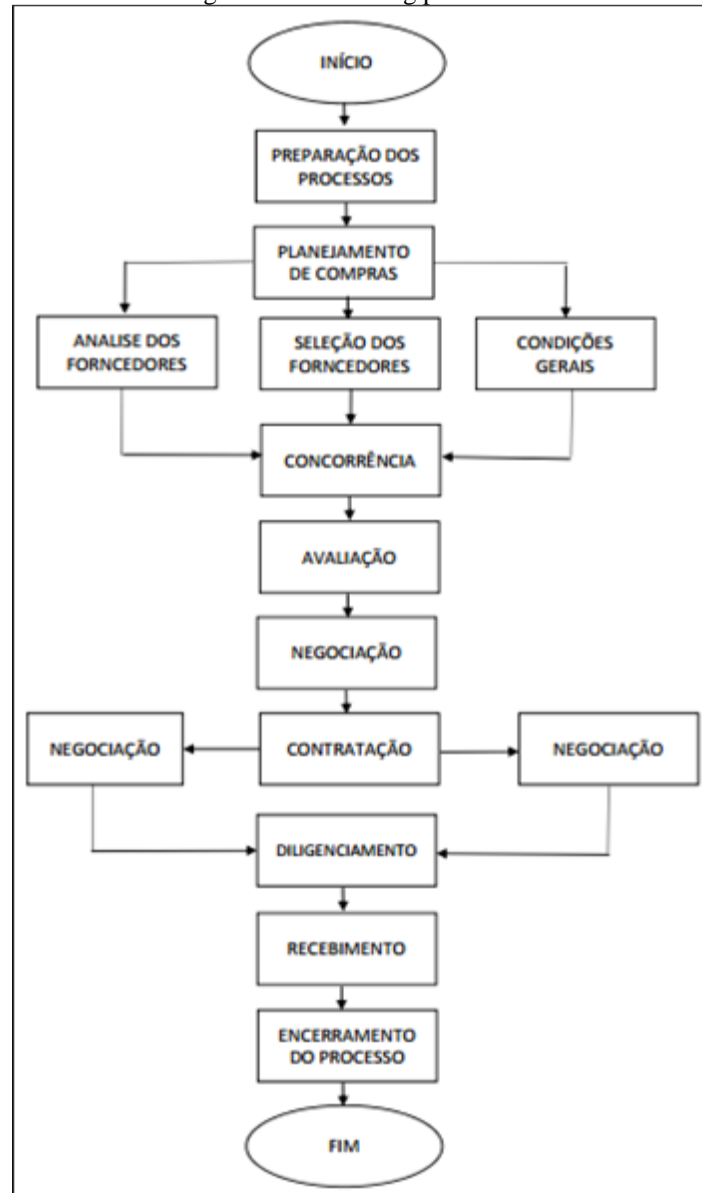 INÍCIO
PREPARAÇÃO DOS
PROCESSOS
PLANEJAMENTO
DE COMPRAS
ANALISE DOS
FORNCEDORES
SELEÇÃO DOS
FORNCEDORES
CONDIÇÕES
GERAIS
CONCORRÊNCIA
AVALIAÇÃO
NEGOCIAÇÃO
NEGOCIAÇÃO
CONTRATAÇÃO
NEGOCIAÇÃO
DILIGENCIAMENTO
RECEBIMENTO
ENCERRAMENTO
DO PROCESSO
FIM